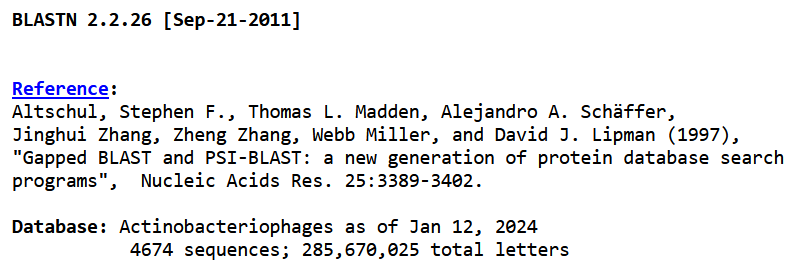 BLASTN 2.2.26 [Sep-21-2011]
Reference:
Altschul, Stephen F., Thomas L. Madden, Alejandro A. Schäffer,
Jinghui Zhang, Zheng Zhang, Webb Miller, and David J. Lipman (1997),
"Gapped BLAST and PSI-BLAST: a new generation of protein database search
programs",  Nucleic Acids Res. 25:3389-3402.
Database: Actinobacteriophages as of Jan 12, 2024
4674 sequences; 285,670,025 total letters